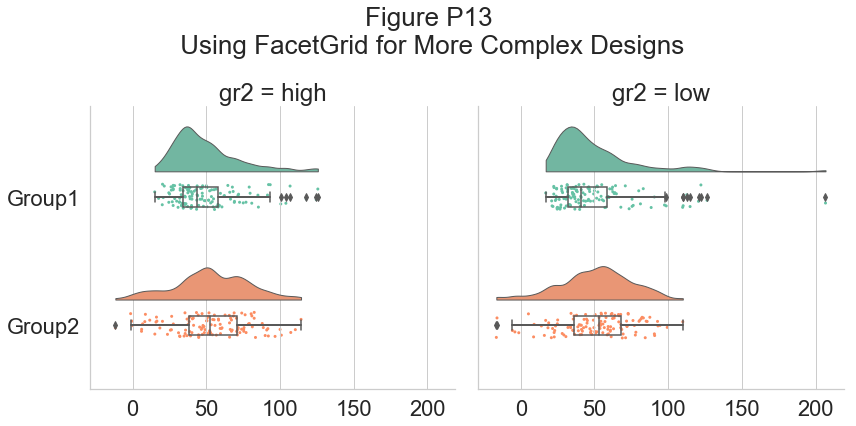 Figure P13
Using FacetGrid for More Complex Designs
gr2 = high
gr2 = low
Group1
Group2
0 50 100 150 200
0 50 100 150 200